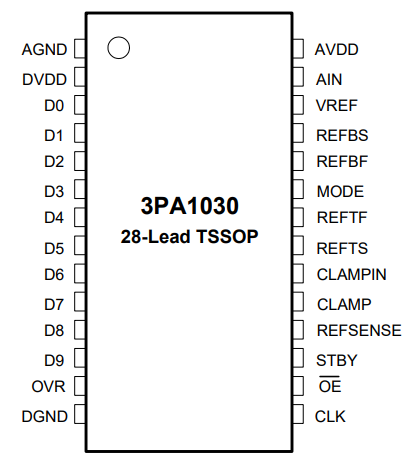 AGND
DVDD
D0
D1
D2
D3
D4
D5
D6
D7
D8
D9
OVR
DGND
3PA1030
28-Lead TSSOP
AVDD
AIN
VREF
REFBS
REFBF
MODE
REFTF
REFTS
CLAMPIN
CLAMP
REFSENSE
STBY
O̅E̅
CLK